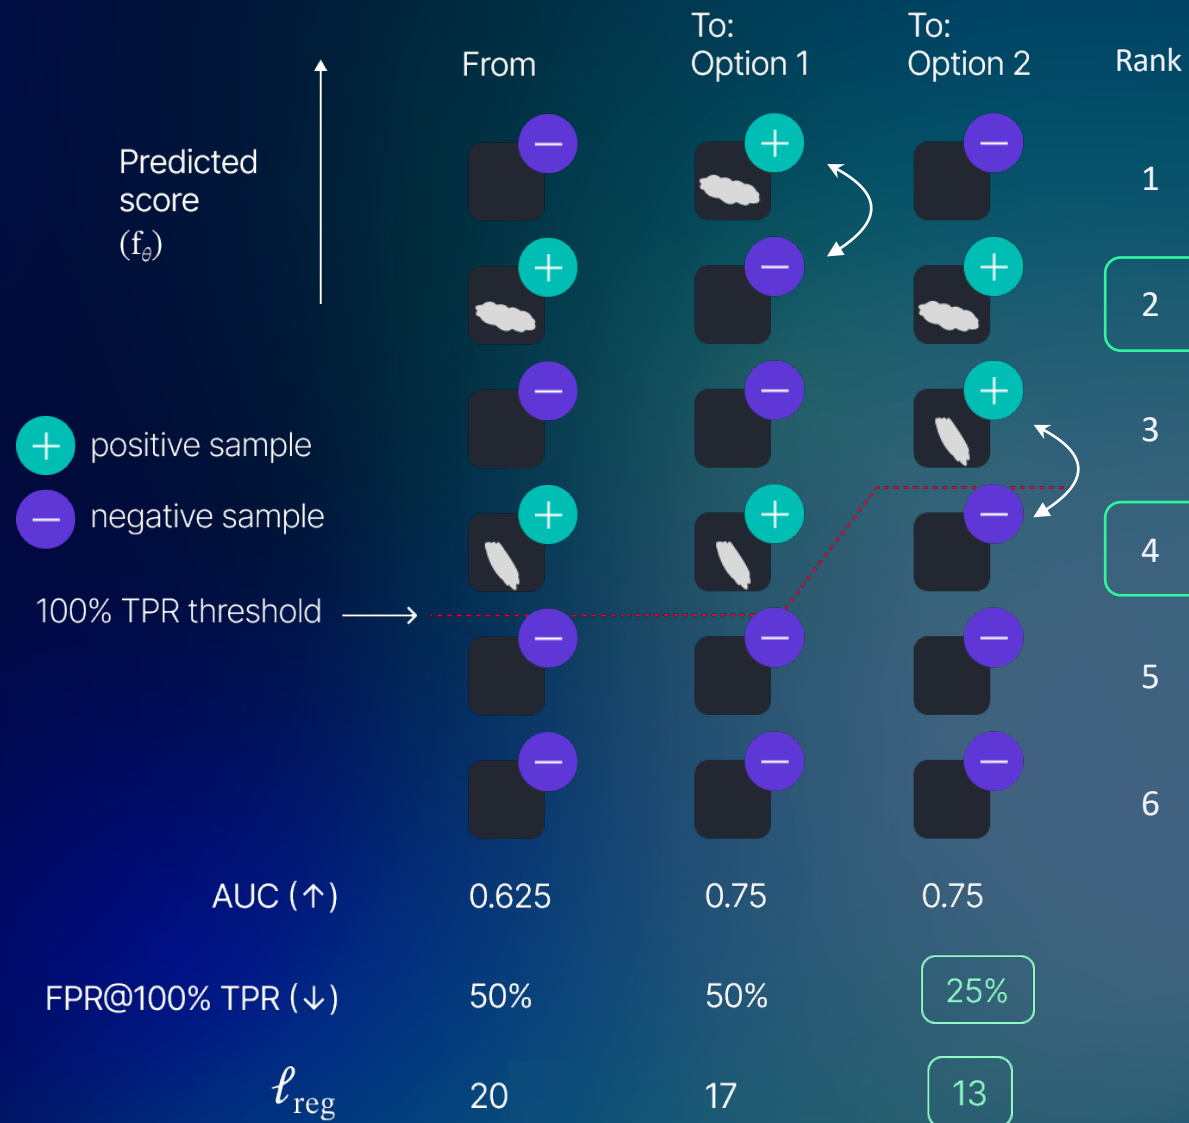 To:
To:
From
Option 1
Option 2
Rank
Predicted
score
(fθ)
1
2
3
4
5
6
+ positive sample
− negative sample
100% TPR threshold
AUC (↑) 0.625 0.75 0.75
FPR@100% TPR (↓) 50% 50% 25%
ℓreg 20 17 13